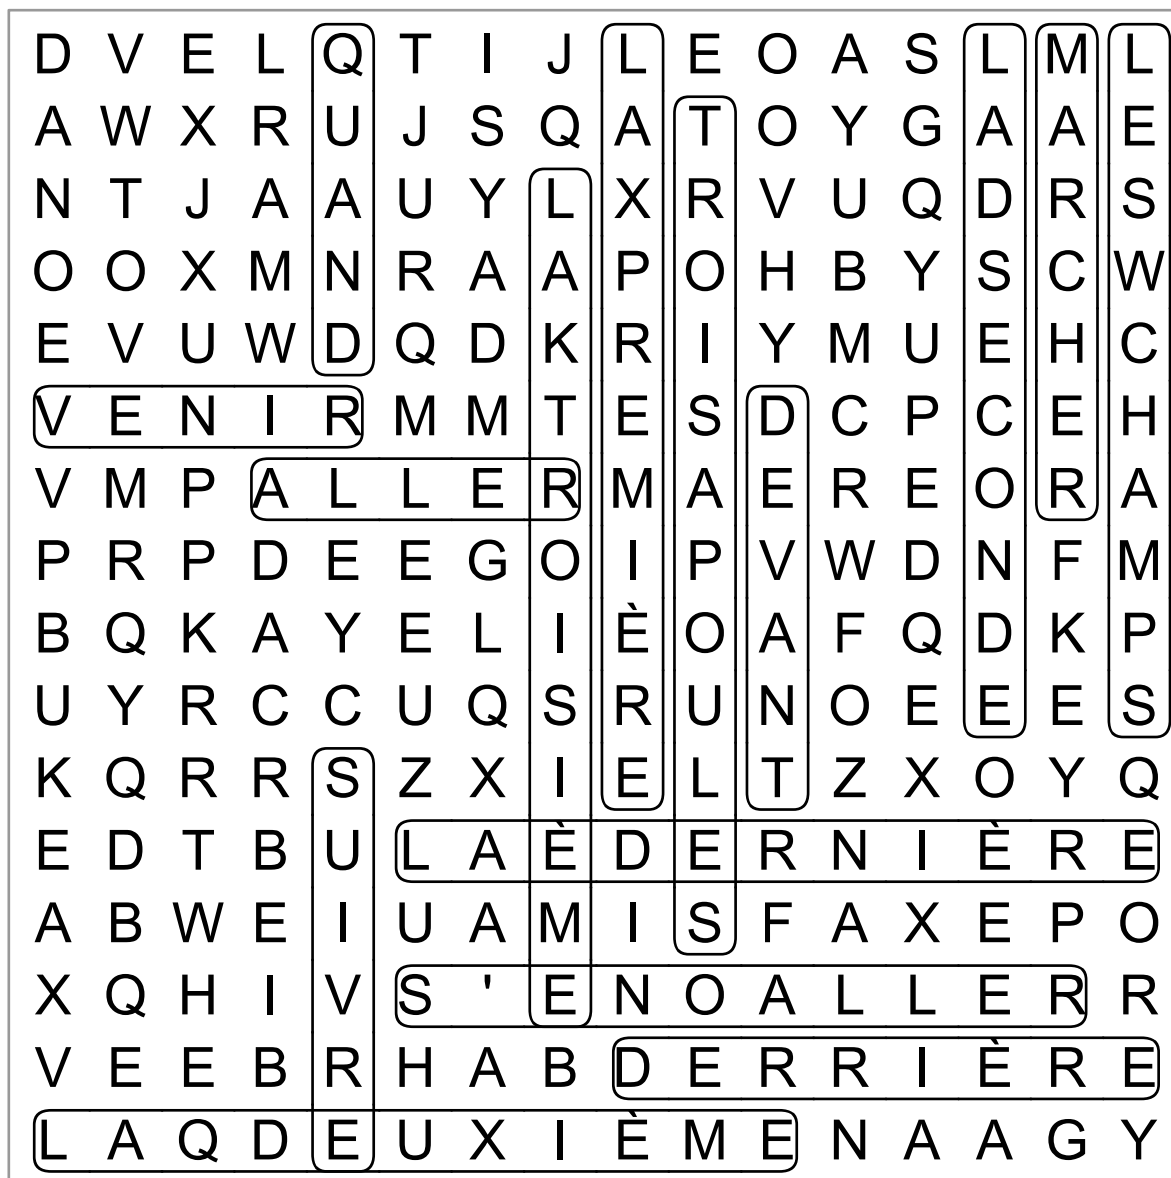 D V E L Q T I J L E O A S L M L
A W X R U J S Q A T O Y G A A E
N T J A A U Y L X R V U Q D R S
O O X M N R A A P O H B Y S C W
E V U W D Q D K R I Y M U E H C
V E N I R M M T E S D C P C E H
V M P A L L E R M A E R E O R A
P R P D E E G O I P V W D N F M
B Q K A Y E L I È O A F Q D K P
U Y R C C U Q S R U N O E E E S
K Q R R S Z X I E L T Z X O Y Q
E D T B U L A È D E R N I È R E
A B W E I U A M I S F A X E P O
X Q H I V S ' E N O A L L E R R
V E E B R H A B D E R R I È R E
L A Q D E U X I È M E N A A G Y